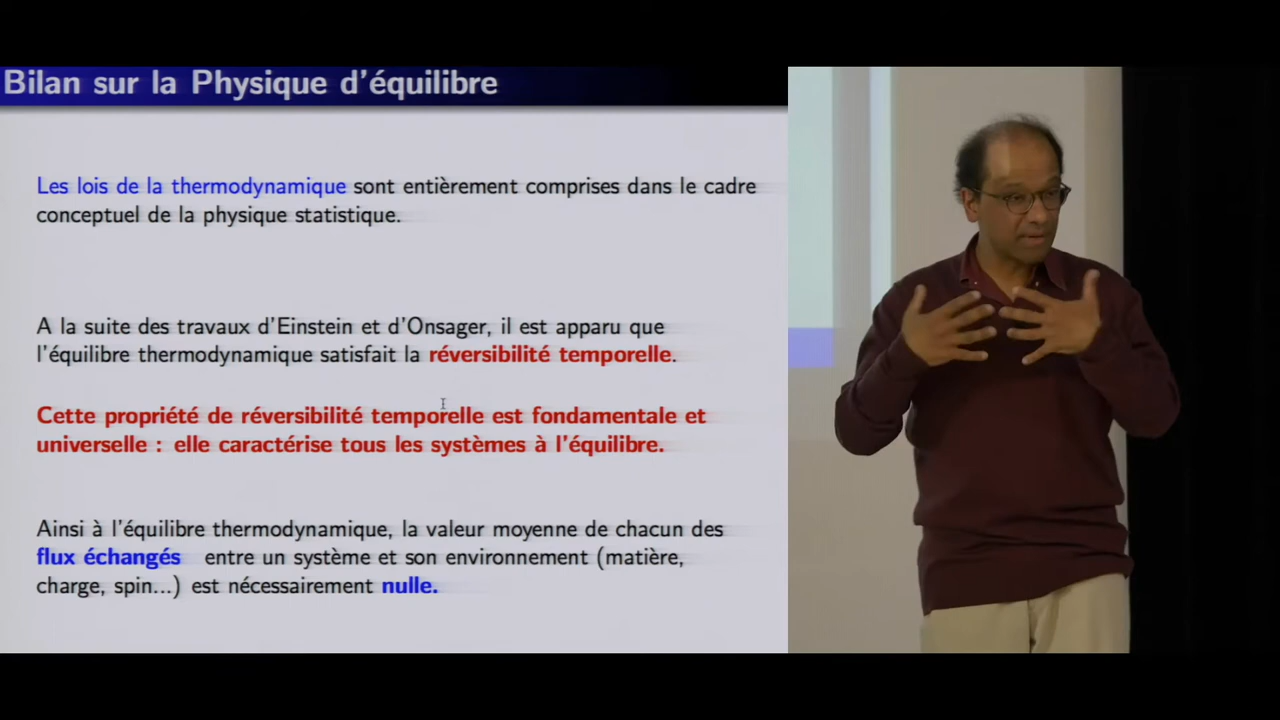 Bilan sur la Physique d'équilibre
Les lois de la thermodynamique sont entièrement comprises dans le cadre
conceptuel de la physique statistique.
A la suite des travaux d'Einstein et d'Onsager, il est apparu que
l'équilibre thermodynamique satisfait la réversibilité temporelle.
Cette propriété de réversibilité temporelle est fondamentale et
universelle : elle caractérise tous les systèmes à l'équilibre.
Ainsi à l'équilibre thermodynamique, la valeur moyenne de chacun des
flux échangés entre un système et son environnement (matière,
charge, spin...) est nécessairement nulle.